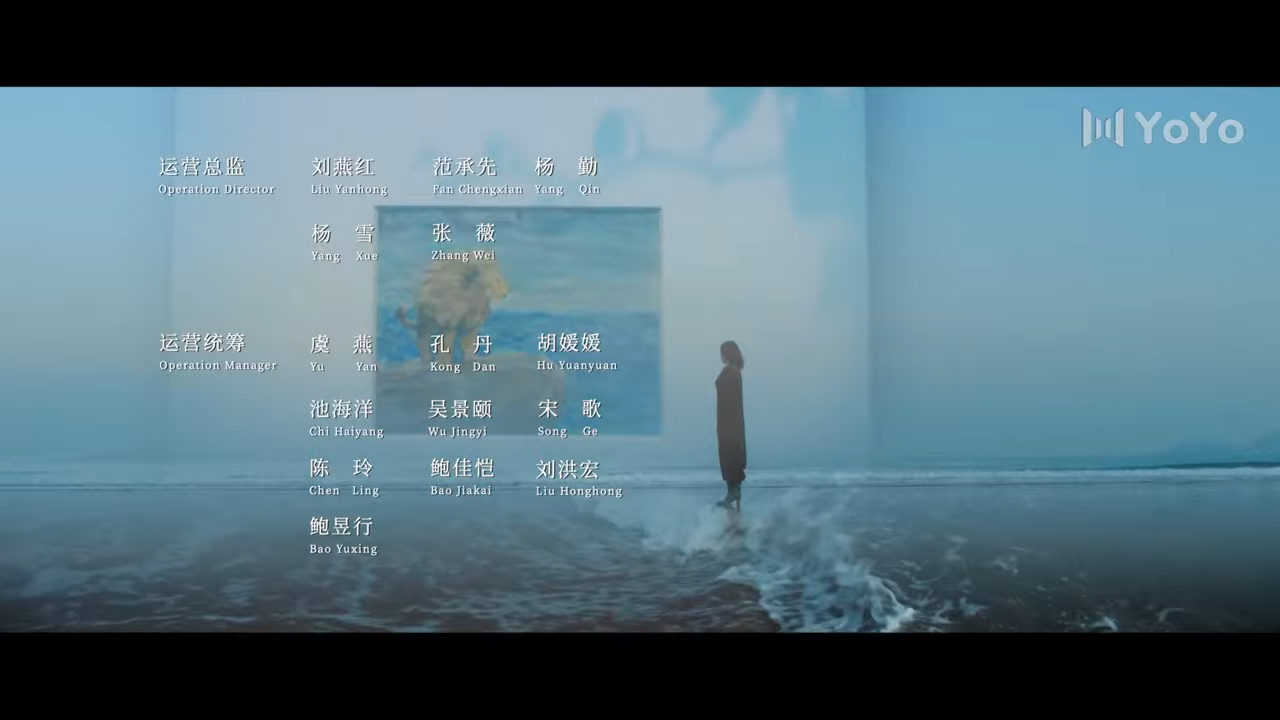 YoYo
运营总监 刘燕红 范承先 杨 勤
Operation Director Liu Yanhong Fan Chengxian Yang Qin
杨 雪 张 薇
Yang Xue Zhang Wei
运营统筹 虞 燕 孔 丹 胡媛媛
Operation Manager Yu Yan Kong Dan Hu Yuanyuan
池海洋 吴景颐 宋 歌
Chi Haiyang Wu Jingyi Song Ge
陈 玲 鲍佳恺 刘洪宏
Chen Ling Bao Jiakai Liu Honghong
鲍昱行
Bao Yuxing